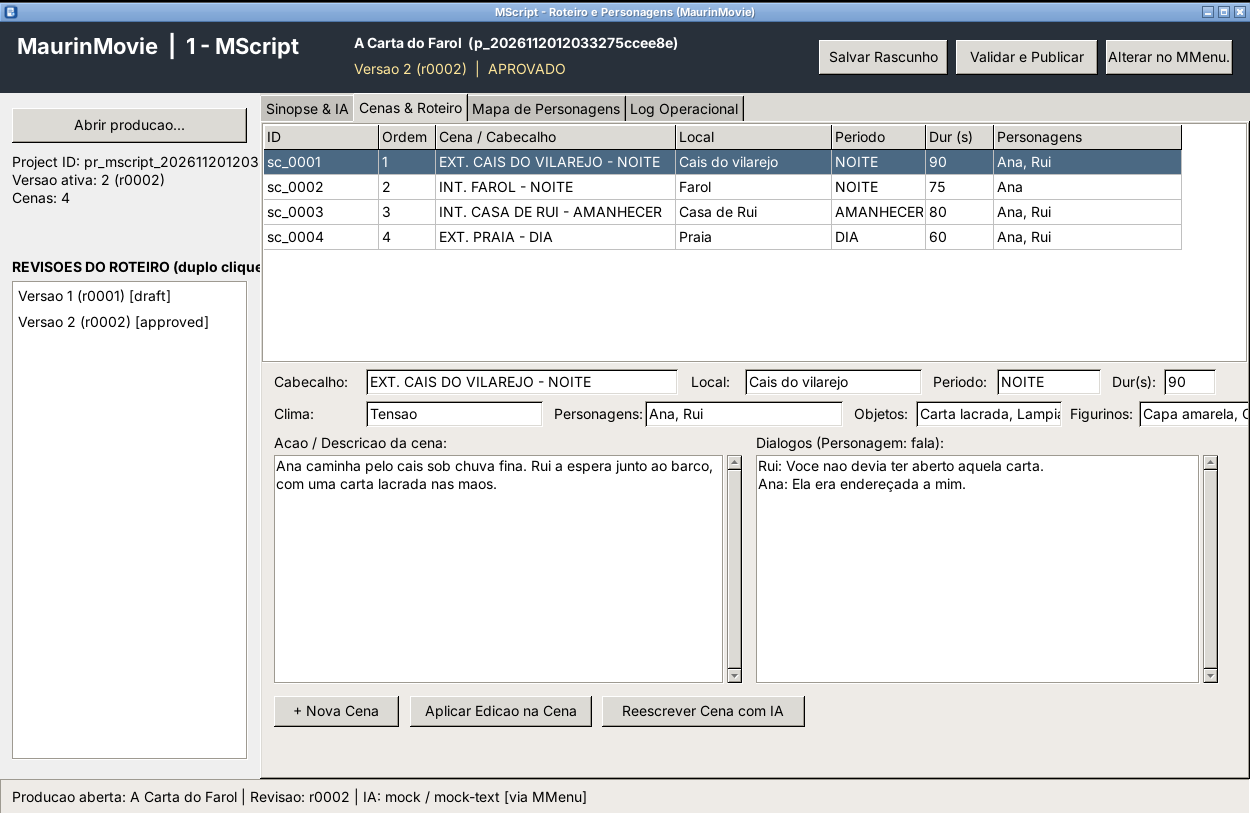 MScript - Roteiro e Personagens (MaurinMovie)
MaurinMovie | 1 - MScript
A Carta do Farol (p_2026112012033275ccee8e)
Versao 2 (r0002) | APROVADO
Salvar Rascunho
Validar e Publicar
Alterar no MMenu.
Abrir producao...
Project ID: pr_mscript_202611201203
Versao ativa: 2 (r0002)
Cenas: 4
REVISOES DO ROTEIRO (duplo clique
Versao 1 (r0001) [draft]
Versao 2 (r0002) [approved]
Sinopse & IA
Cenas & Roteiro
Mapa de Personagens
Log Operacional
ID Ordem Cena / Cabecalho Local Periodo Dur (s) Personagens
sc_0001 1 EXT. CAIS DO VILAREJO - NOITE Cais do vilarejo NOITE 90 Ana, Rui
sc_0002 2 INT. FAROL - NOITE Farol NOITE 75 Ana
sc_0003 3 INT. CASA DE RUI - AMANHECER Casa de Rui AMANHECER 80 Ana, Rui
sc_0004 4 EXT. PRAIA - DIA Praia DIA 60 Ana, Rui
Cabecalho: EXT. CAIS DO VILAREJO - NOITE Local: Cais do vilarejo Periodo: NOITE Dur(s): 90
Clima: Tensao Personagens: Ana, Rui Objetos: Carta lacrada, Lampi Figurinos: Capa amarela,
Acao / Descricao da cena:
Ana caminha pelo cais sob chuva fina. Rui a espera junto ao barco,
com uma carta lacrada nas maos.
Dialogos (Personagem: fala):
Rui: Voce nao devia ter aberto aquela carta.
Ana: Ela era endereçada a mim.
+ Nova Cena
Aplicar Edicao na Cena
Reescrever Cena com IA
Producao aberta: A Carta do Farol | Revisao: r0002 | IA: mock / mock-text [via MMenu]